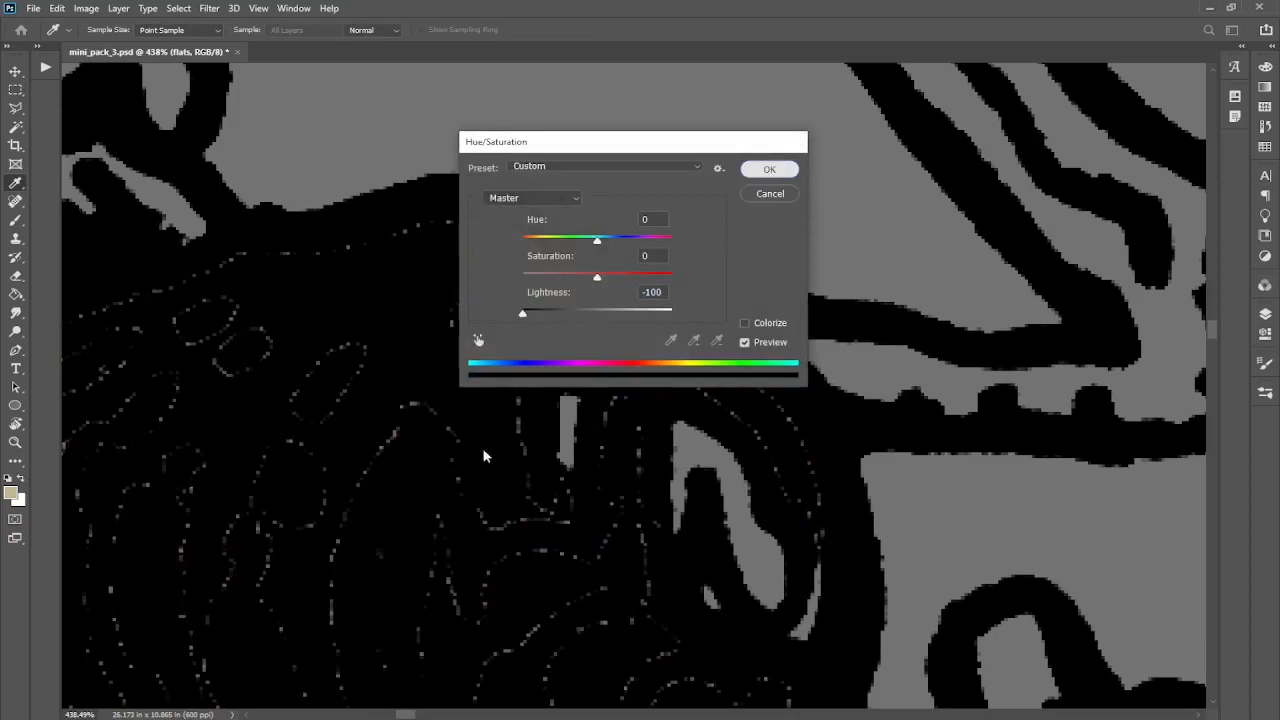 Ps File Edit Image Layer Type Select Filter 3D View Window Help
Sample Size: Point Sample Sample: All Layers Normal Show Sampling Ring
mini_pack_3.psd @ 438% (flats, RGB/8) * ×
Hue/Saturation
Preset: Custom
OK
Master
Cancel
Hue: 0
Saturation: 0
Lightness: -100
Colorize
Preview
438.49% 26.173 in x 10.865 in (600 ppi)